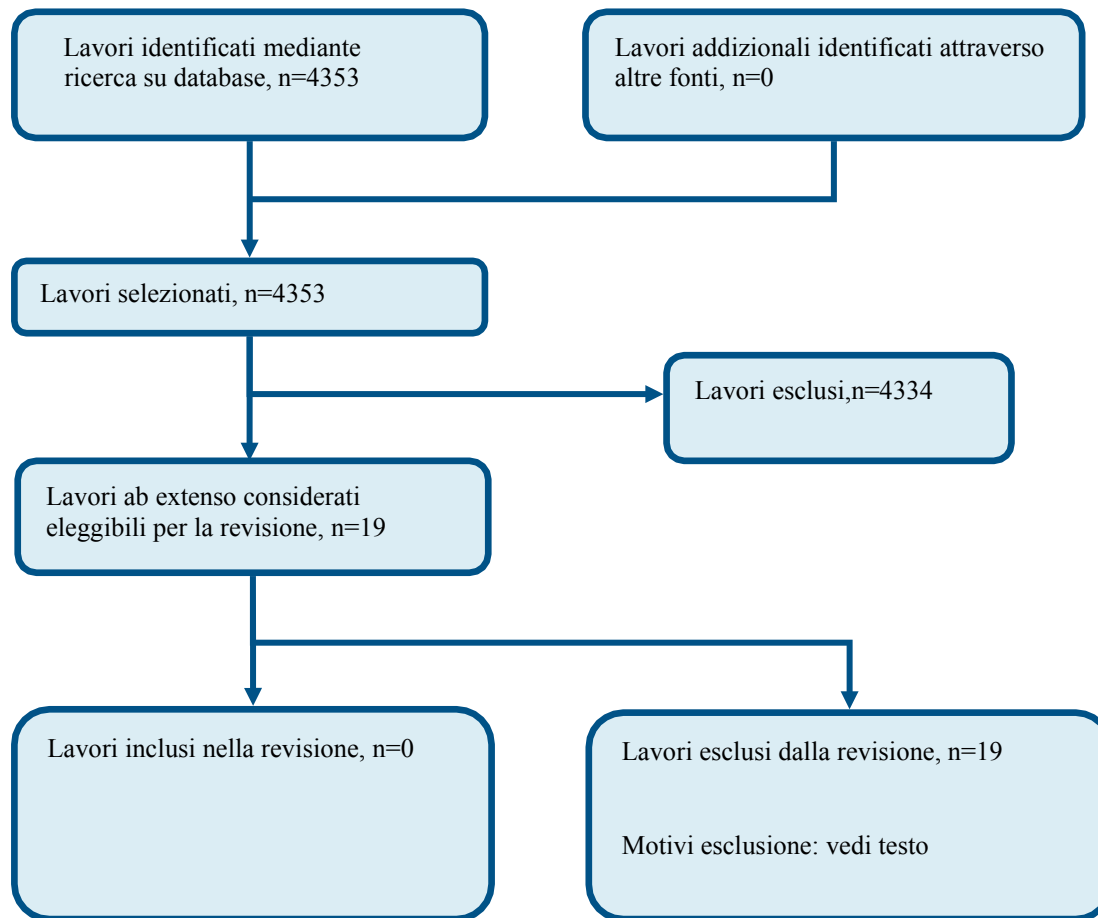 Lavori identificati mediante
ricerca su database, n=4353
Lavori addizionali identificati attraverso
altre fonti, n=0
Lavori selezionati, n=4353
Lavori esclusi,n=4334
Lavori ab extenso considerati
eleggibili per la revisione, n=19
Lavori inclusi nella revisione, n=0
Lavori esclusi dalla revisione, n=19
Motivi esclusione: vedi testo